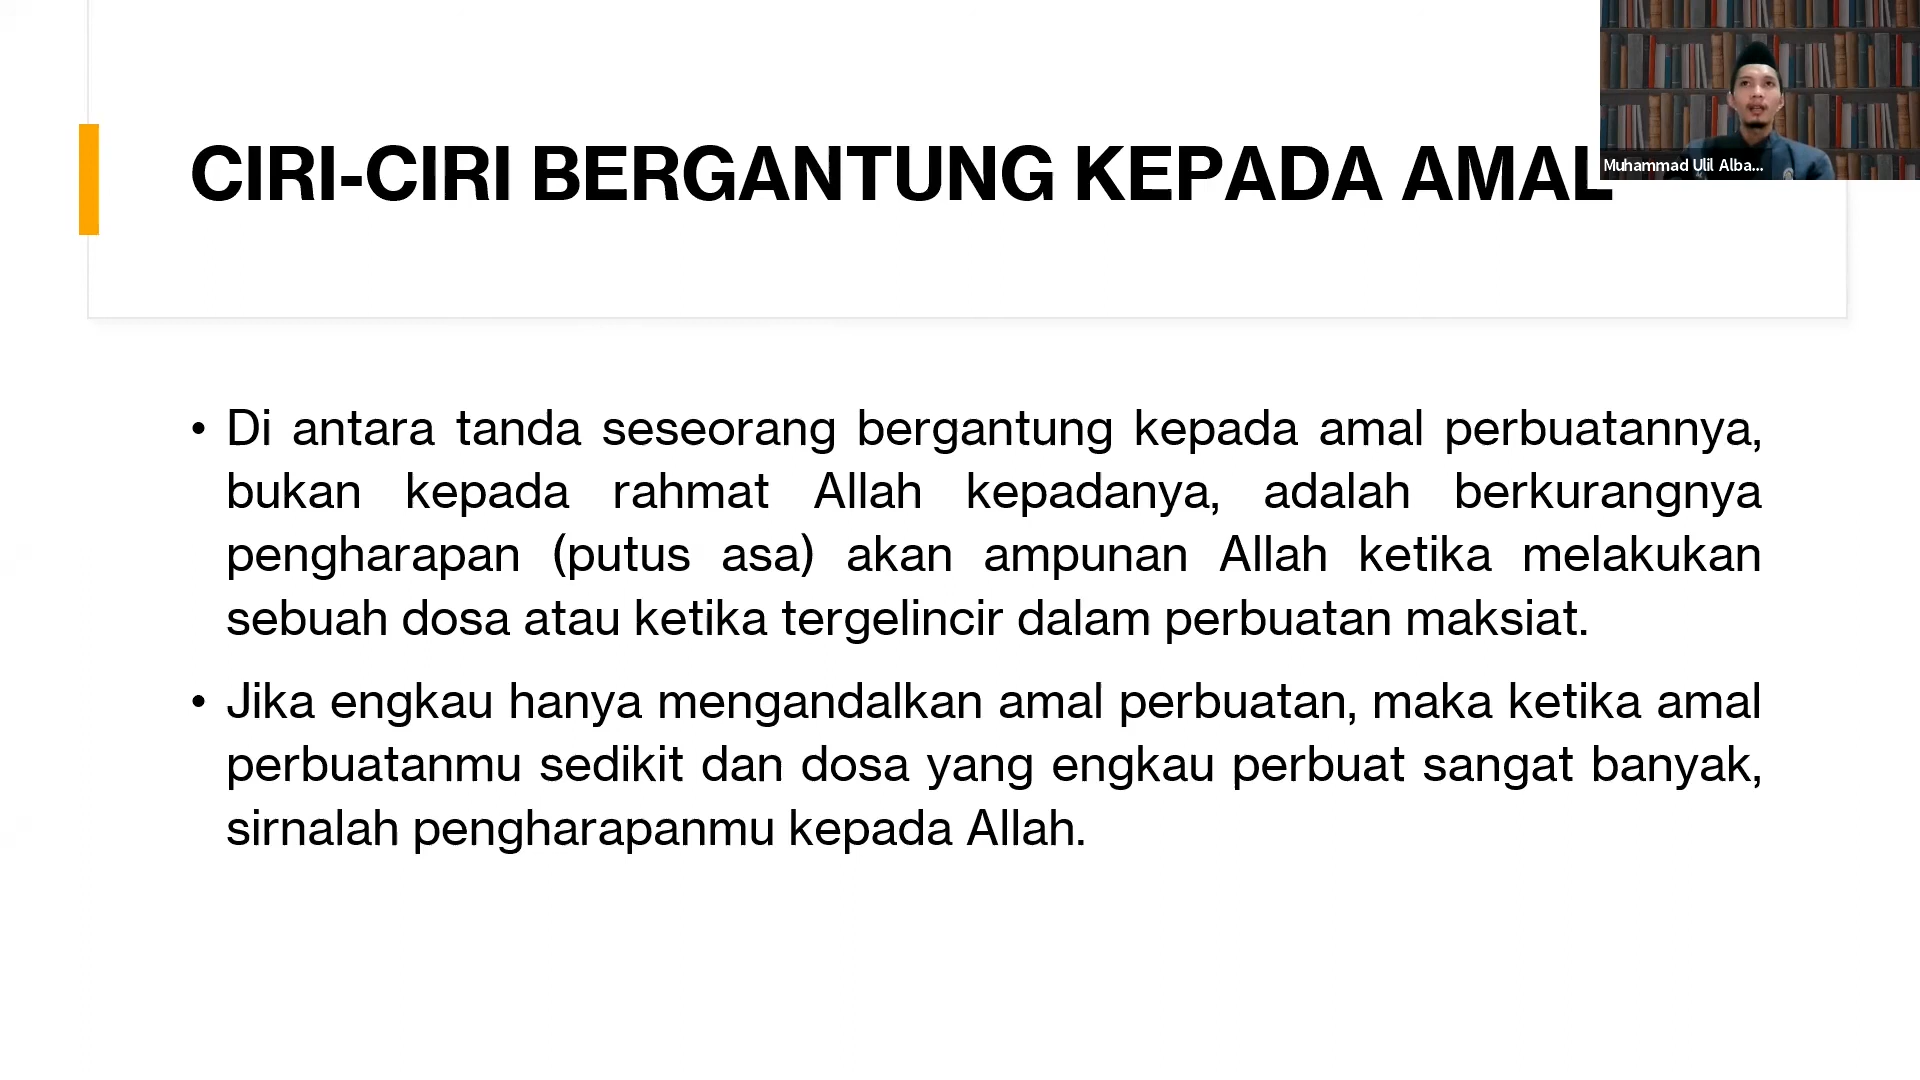 CIRI-CIRI BERGANTUNG KEPADA AMAL
Muhammad Ulil Alba...
• Di antara tanda seseorang bergantung kepada amal perbuatannya,
bukan kepada rahmat Allah kepadanya, adalah berkurangnya
pengharapan (putus asa) akan ampunan Allah ketika melakukan
sebuah dosa atau ketika tergelincir dalam perbuatan maksiat.
• Jika engkau hanya mengandalkan amal perbuatan, maka ketika amal
perbuatanmu sedikit dan dosa yang engkau perbuat sangat banyak,
sirnalah pengharapanmu kepada Allah.